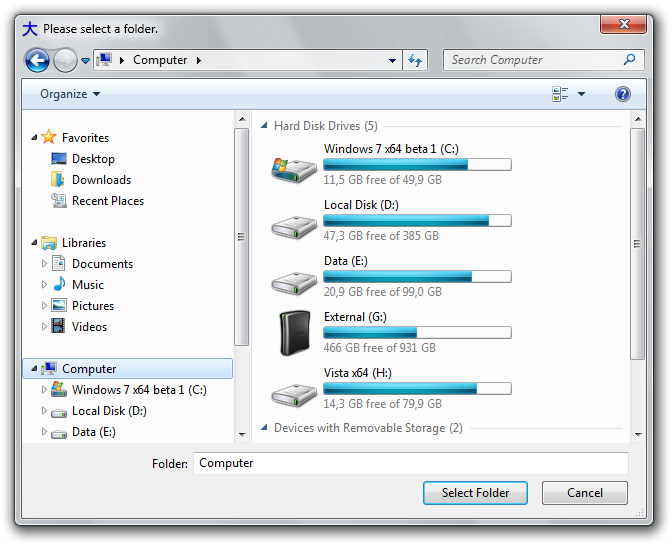 大 Please select a folder.
Computer
Search Computer
Organize
Favorites
Desktop
Downloads
Recent Places
Libraries
Documents
Music
Pictures
Videos
Computer
Windows 7 x64 beta 1 (C:)
Local Disk (D:)
Data (E:)
Hard Disk Drives (5)
Windows 7 x64 beta 1 (C:)
11,5 GB free of 49,9 GB
Local Disk (D:)
47,3 GB free of 385 GB
Data (E:)
20,9 GB free of 99,0 GB
External (G:)
466 GB free of 931 GB
Vista x64 (H:)
14,3 GB free of 79,9 GB
Devices with Removable Storage (2)
Folder: Computer
Select Folder
Cancel